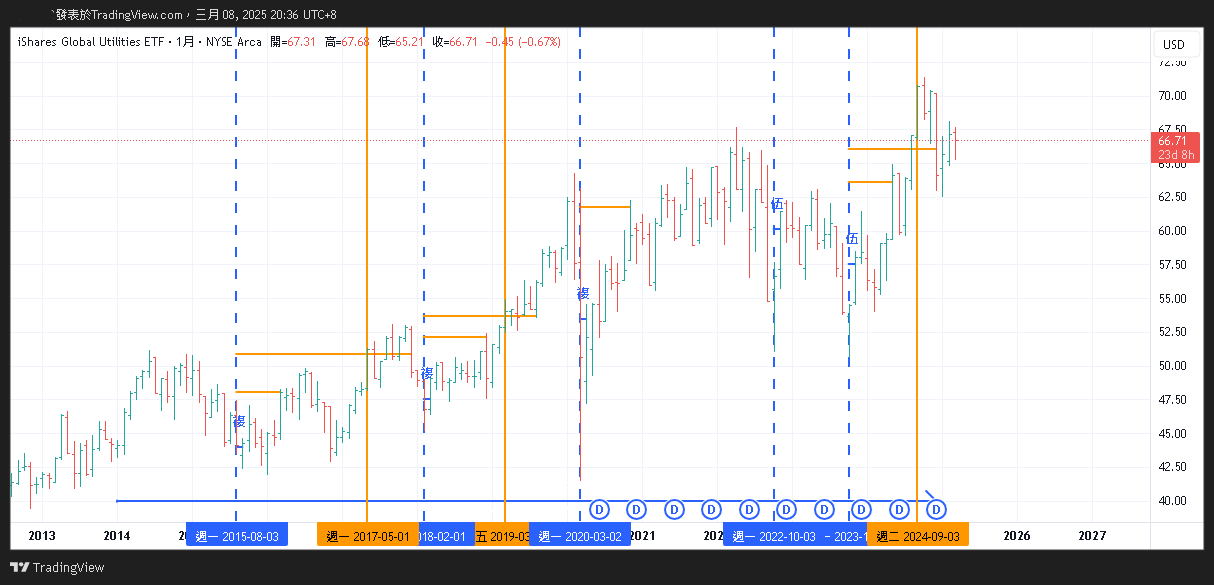 `發表於TradingView.com，三月 08, 2025 20:36 UTC+8
iShares Global Utilities ETF · 1月 · NYSE Arca 開=67.31 高=67.68 低=65.21 收=66.71 −0.45 (−0.67%)
USD
72.50
70.00
67.50
66.71
23d 8h
65.00
62.50
60.00
57.50
55.00
52.50
50.00
47.50
45.00
42.50
40.00
伍
伍
複
複
複
D D D D D D D D D D
2013 2014 週一 2015-08-03 週一 2017-05-01 018-02-01 五 2019-03 週一 2020-03-02 2021 週一 2022-10-03 2023-1 週二 2024-09-03 2026 2027
TradingView